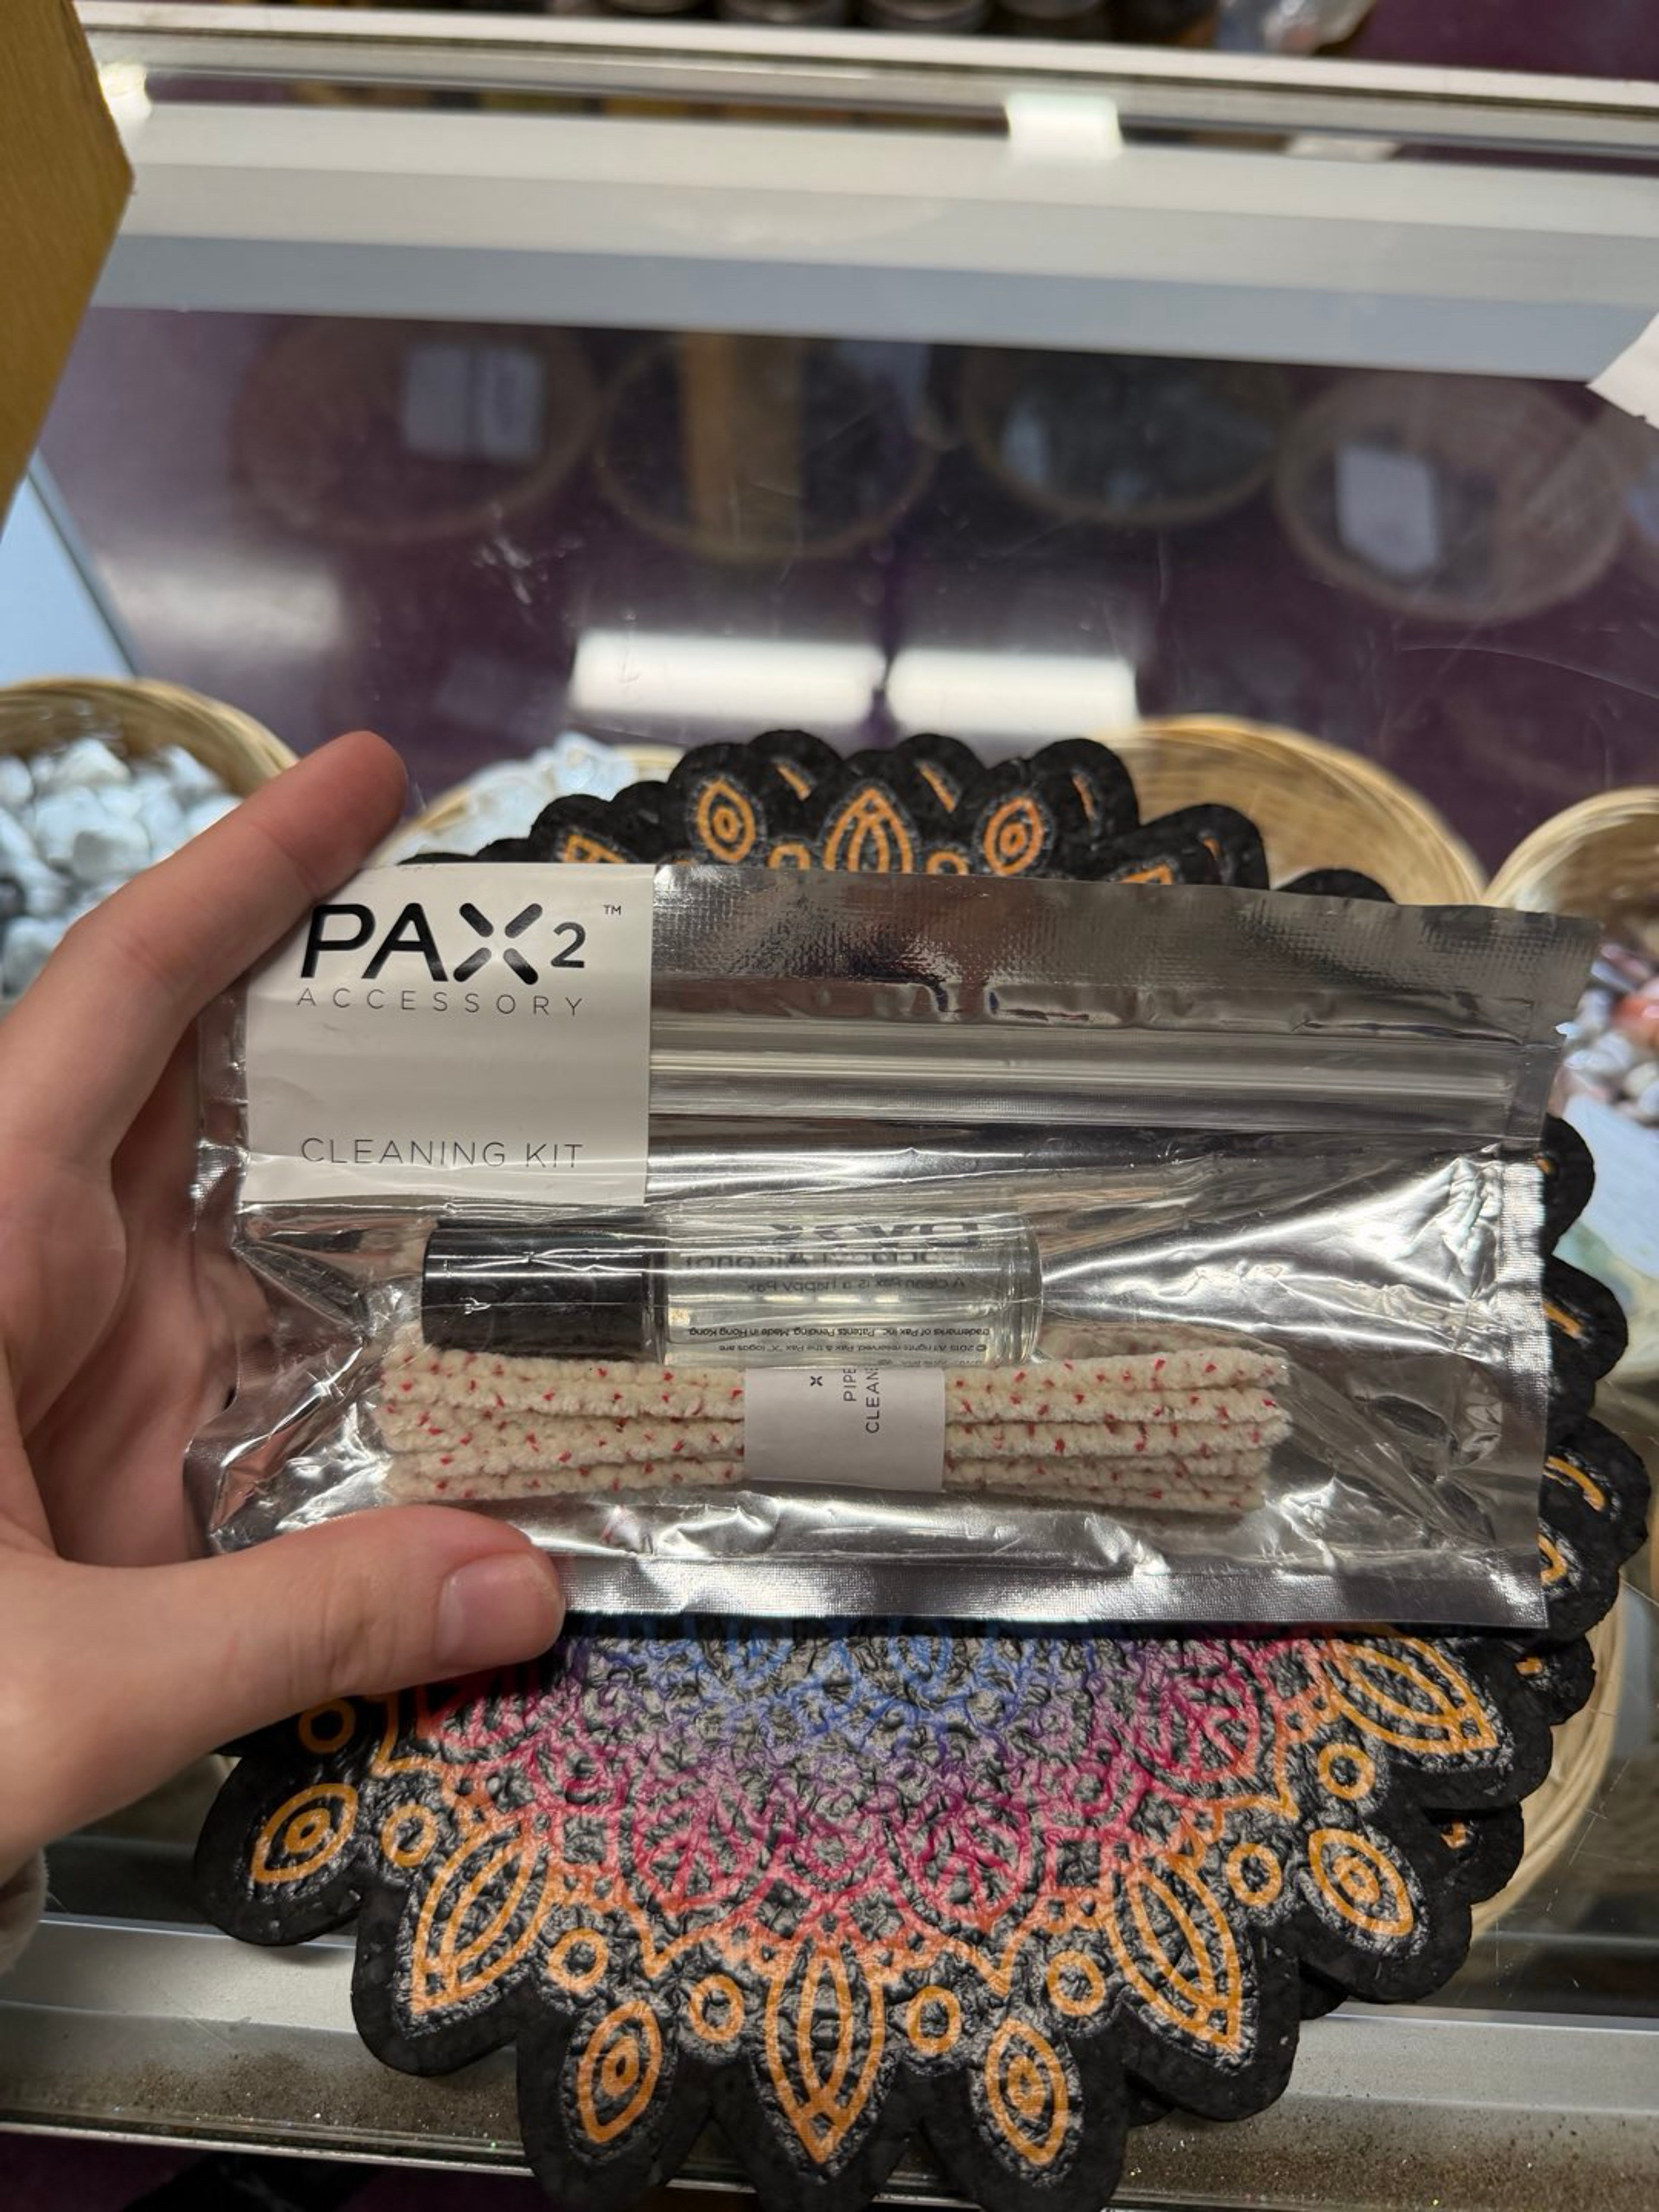 PAX2™
ACCESSORY
CLEANING KIT
Alcohol
A clean Pax is a happy Pax
© 2015 All rights reserved. Pax & the Pax "X" logos are
trademarks of Pax Inc. Patents Pending. Made in Hong Kong
PIPE
CLEAN